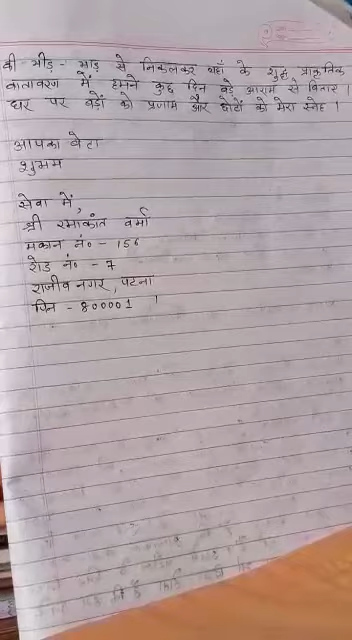 की भीड़ - भाड़ से निकलकर वहाँ के शुद्ध प्राकृतिक
वातावरण में हमने कुछ दिन बड़े आराम से बिताए ।
घर पर बड़ों को प्रणाम और छोटों को मेरा स्नेह ।
आपका बेटा
शुभम
सेवा में,
श्री रमाकांत वर्मा
मकान नं० - 156
रोड नं० - 7
राजीव नगर, पटना
पिन - 800001 ।